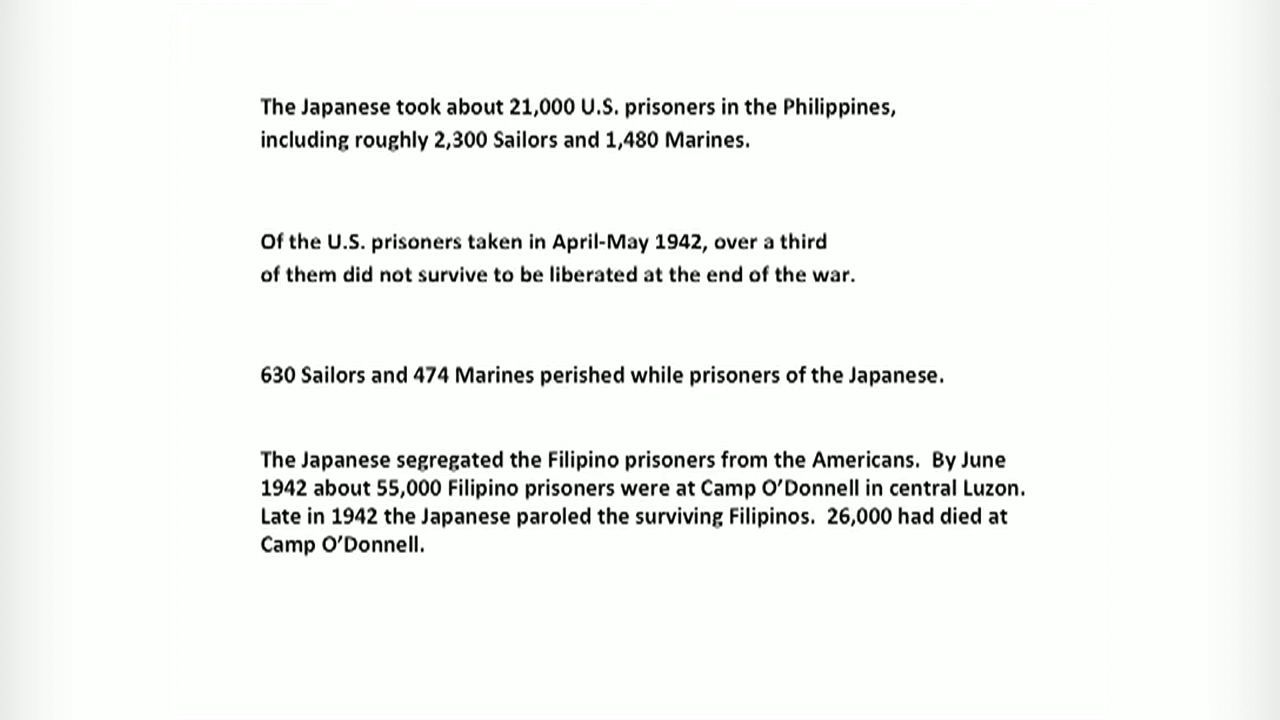 The Japanese took about 21,000 U.S. prisoners in the Philippines,
including roughly 2,300 Sailors and 1,480 Marines.
Of the U.S. prisoners taken in April-May 1942, over a third
of them did not survive to be liberated at the end of the war.
630 Sailors and 474 Marines perished while prisoners of the Japanese.
The Japanese segregated the Filipino prisoners from the Americans.  By June
1942 about 55,000 Filipino prisoners were at Camp O’Donnell in central Luzon.
Late in 1942 the Japanese paroled the surviving Filipinos.  26,000 had died at
Camp O’Donnell.